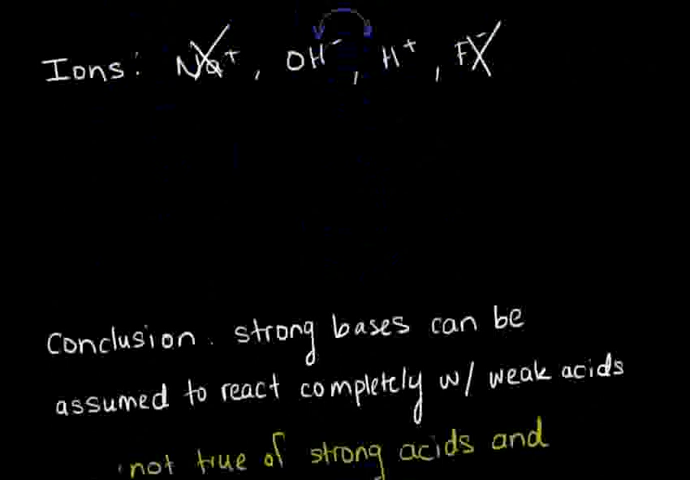 Ions: Na⁺, OH⁻, H⁺, F⁻
Conclusion. strong bases can be
assumed to react completely w/ weak acids
not true of strong acids and